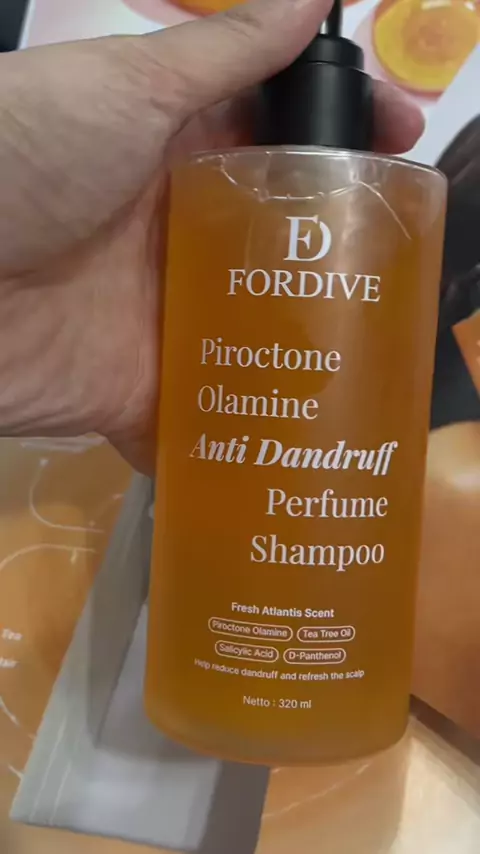 FD
FORDIVE
Piroctone
Olamine
Anti Dandruff
Perfume
Shampoo
Fresh Atlantis Scent
Piroctone Olamine Tea Tree Oil
Salicylic Acid D-Panthenol
Help reduce dandruff and refresh the scalp
Netto : 320 ml
Tea